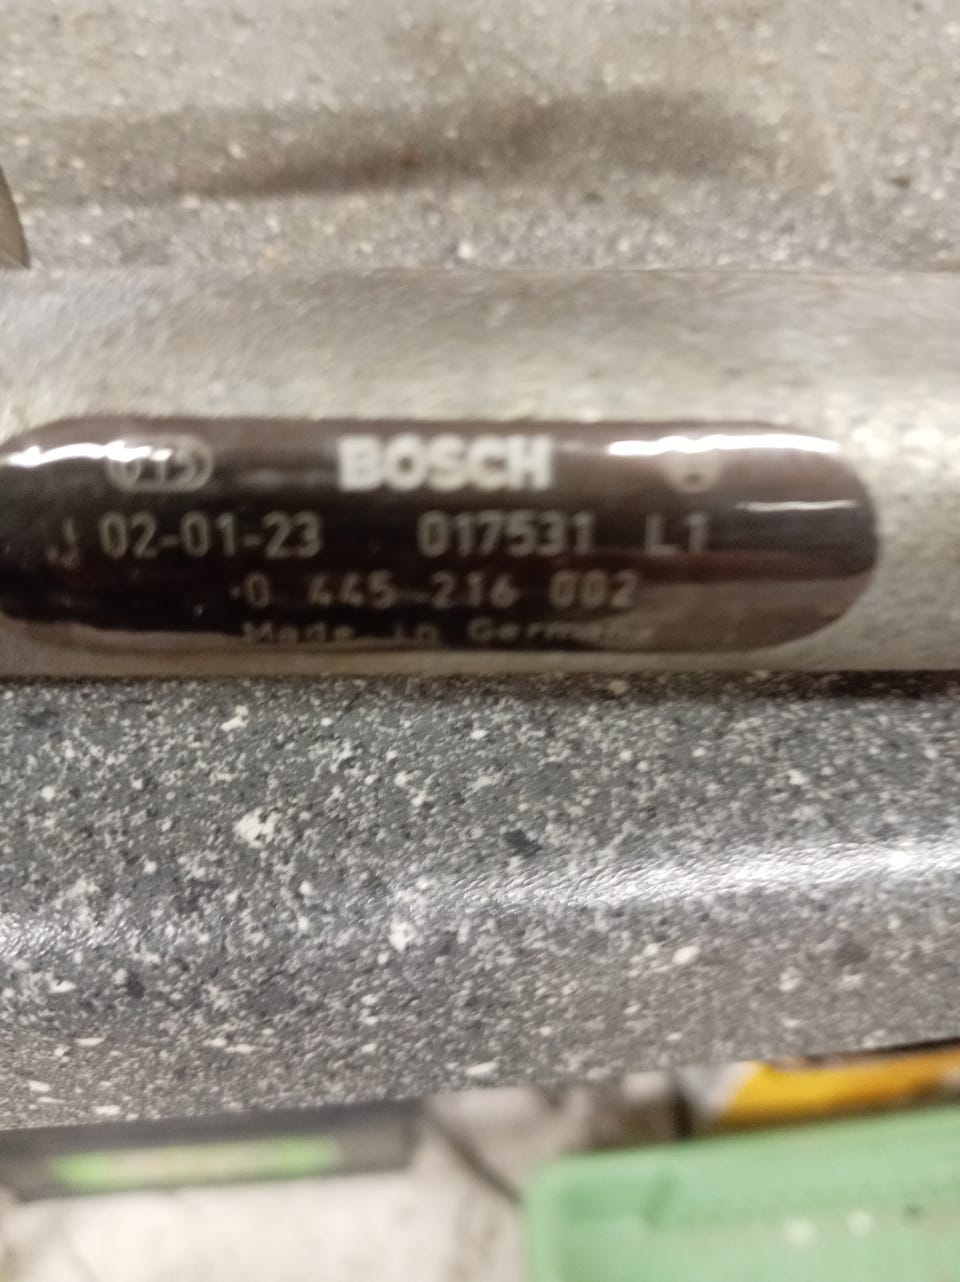 BOSCH
02-01-23 017531 L1
0 445 216 002
Made in Germany